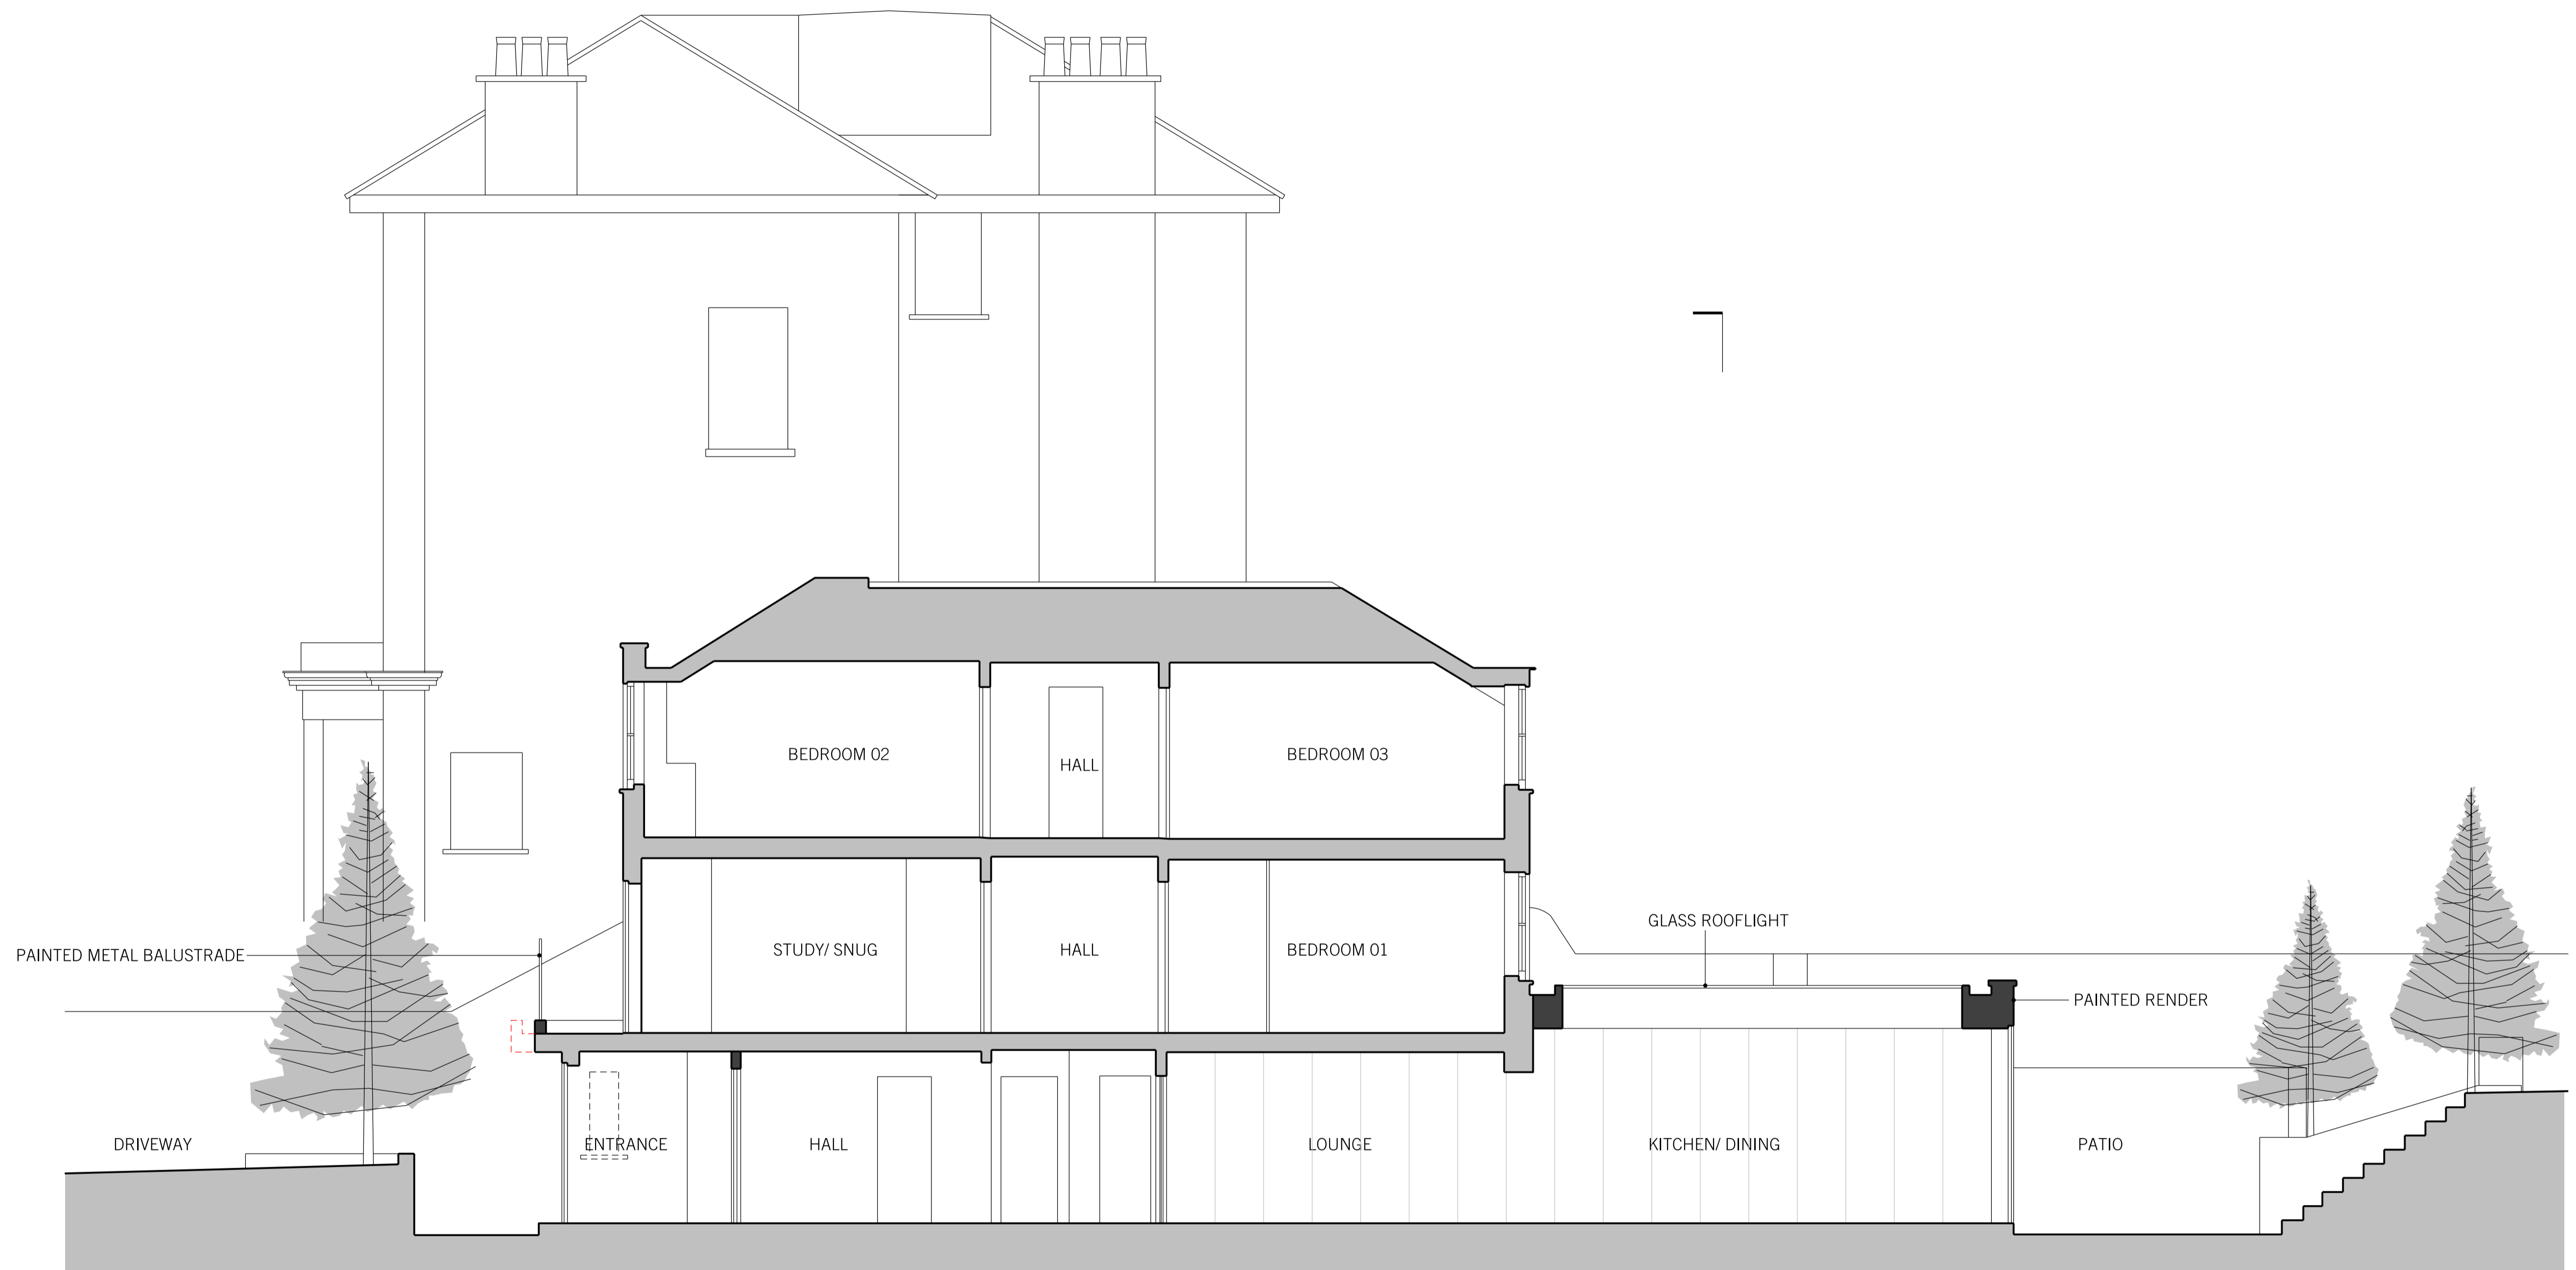 BEDROOM 02
HALL
BEDROOM 03
GLASS ROOFLIGHT
PAINTED METAL BALUSTRADE
STUDY/ SNUG
HALL
BEDROOM 01
PAINTED RENDER
DRIVEWAY
ENTRANCE
HALL
LOUNGE
KITCHEN/ DINING
PATIO